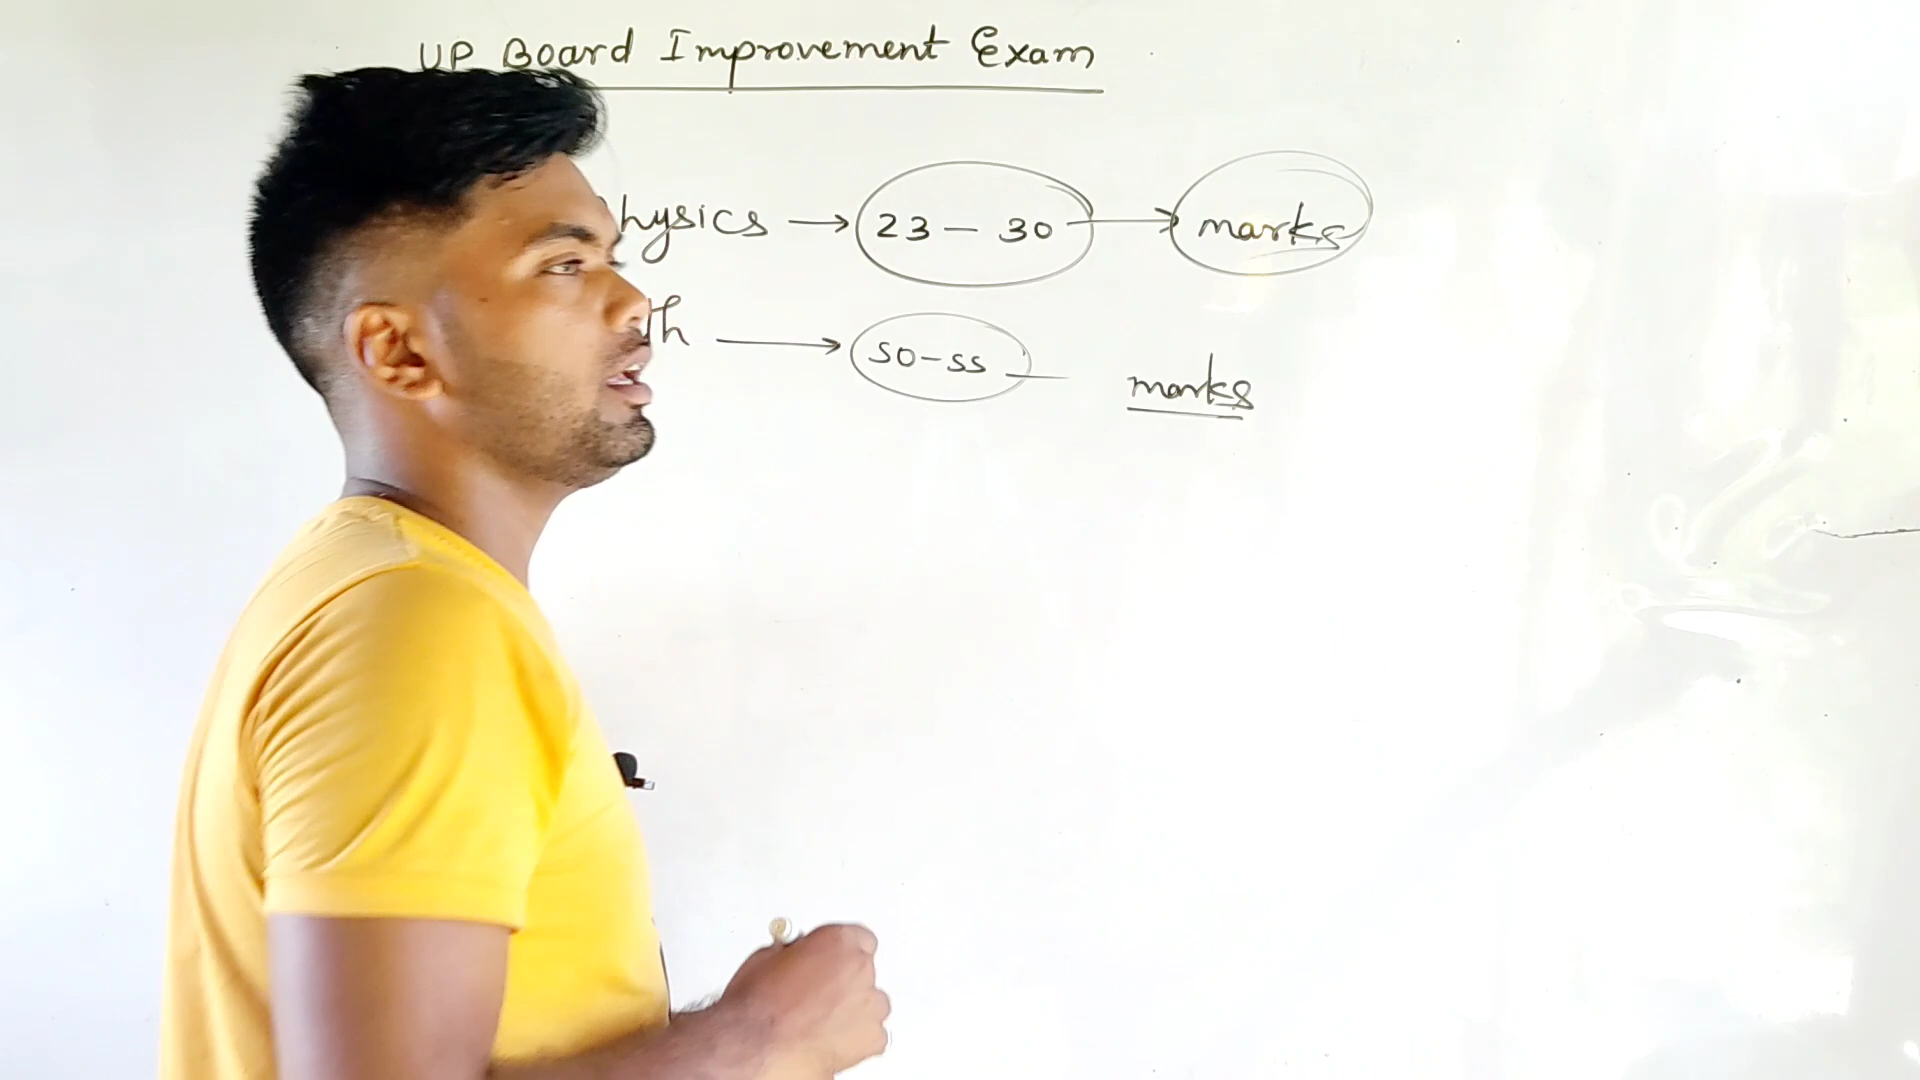 UP Board Improvement Exam
hysics → 23 – 30 → marks
th → 50-55 — marks